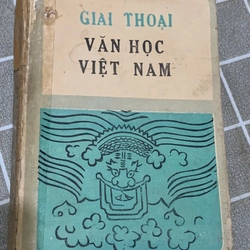 GIAI THOẠI
VĂN HỌC
VIỆT NAM